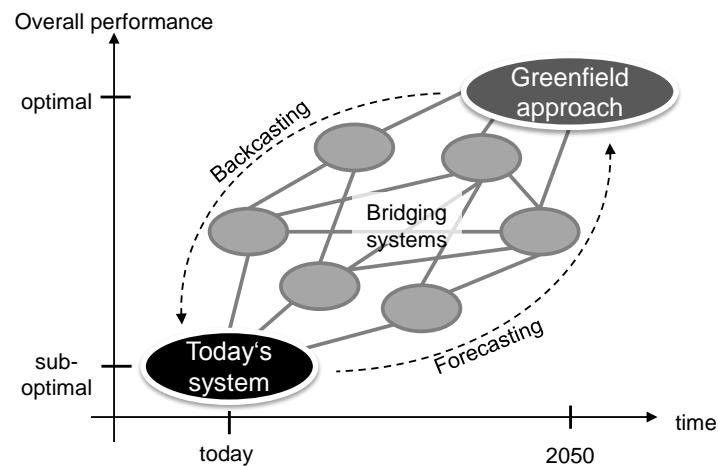 Overall performance
optimal
Greenfield
approach
Backcasting
Bridging
systems
Forecasting
sub-
optimal
Today‘s
system
time
today
2050